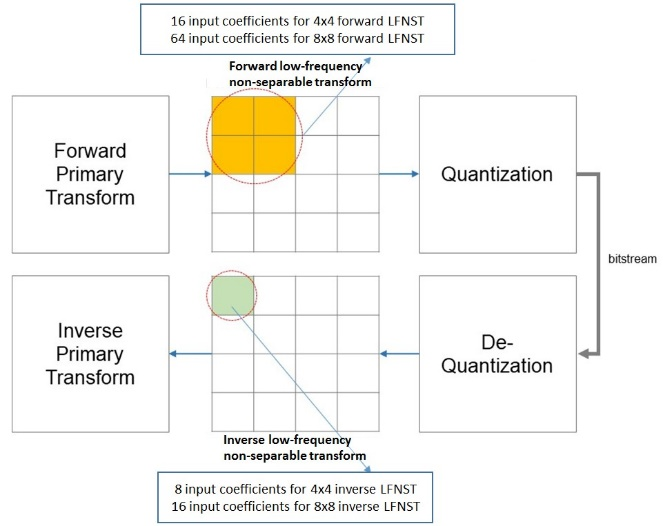 16 input coefficients for 4x4 forward LFNST
64 input coefficients for 8x8 forward LFNST
Forward low-frequency
non-separable transform
Forward
Primary
Transform
Quantization
bitstream
Inverse
Primary
Transform
De-
Quantization
Inverse low-frequency
non-separable transform
8 input coefficients for 4x4 inverse LFNST
16 input coefficients for 8x8 inverse LFNST